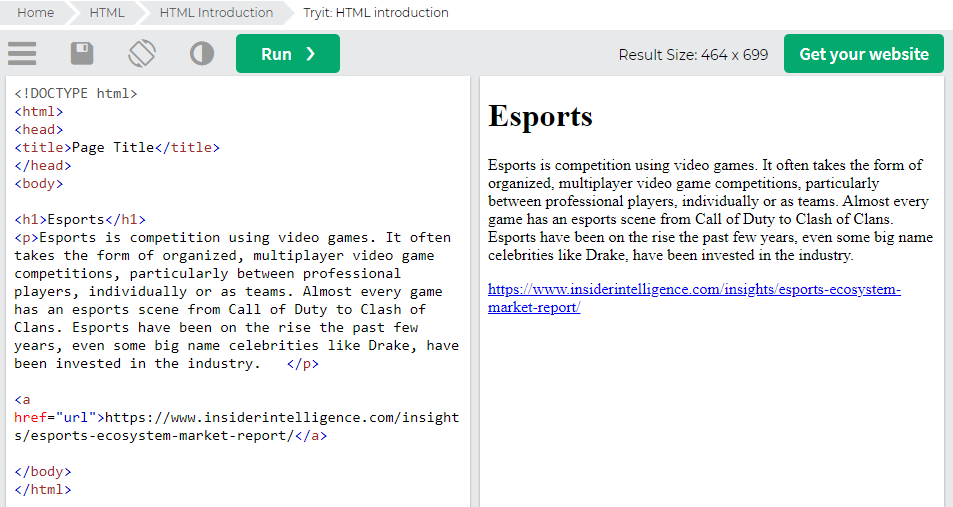 Home HTML HTML Introduction Tryit: HTML introduction
Run ❯ Result Size: 464 x 699 Get your website
<!DOCTYPE html>
<html>
<head>
<title>Page Title</title>
</head>
<body>
<h1>Esports</h1>
<p>Esports is competition using video games. It often
takes the form of organized, multiplayer video game
competitions, particularly between professional
players, individually or as teams. Almost every game
has an esports scene from Call of Duty to Clash of
Clans. Esports have been on the rise the past few
years, even some big name celebrities like Drake, have
been invested in the industry.   </p>
<a
href="url">https://www.insiderintelligence.com/insight
s/esports-ecosystem-market-report/</a>
</body>
</html>
Esports
Esports is competition using video games. It often takes the form of
organized, multiplayer video game competitions, particularly
between professional players, individually or as teams. Almost every
game has an esports scene from Call of Duty to Clash of Clans.
Esports have been on the rise the past few years, even some big name
celebrities like Drake, have been invested in the industry.
https://www.insiderintelligence.com/insights/esports-ecosystem-
market-report/